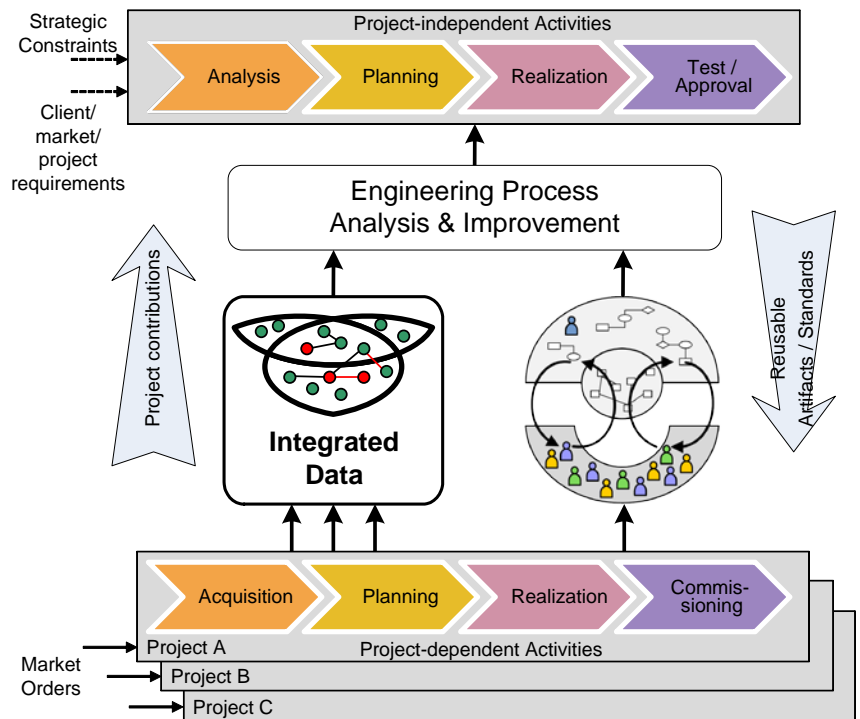 Strategic
Constraints
Client/
market/
project
requirements
Project-independent Activities
Analysis
Planning
Realization
Test /
Approval
Engineering Process
Analysis & Improvement
Project contributions
Reusable
Artifacts / Standards
Integrated
Data
Acquisition
Planning
Realization
Commis-
sioning
Project A
Project-dependent Activities
Market
Orders
Project B
Project C